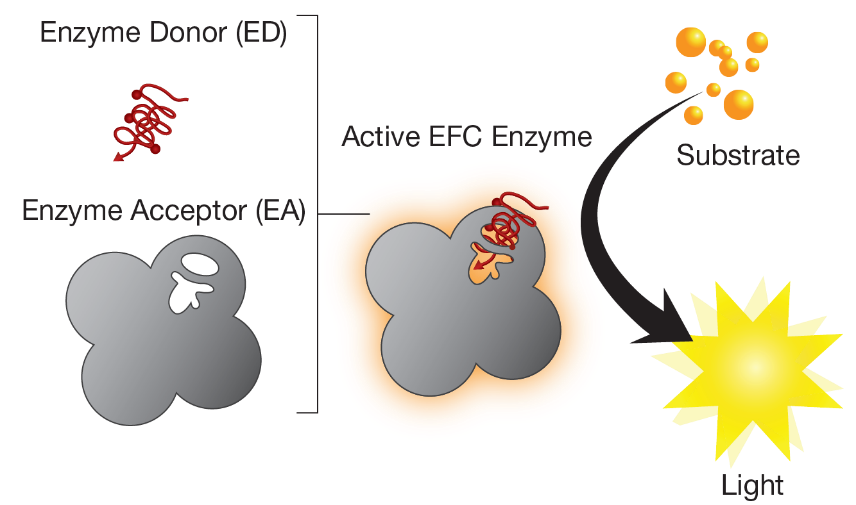 Enzyme Donor (ED)
Enzyme Acceptor (EA)
Active EFC Enzyme
Substrate
Light